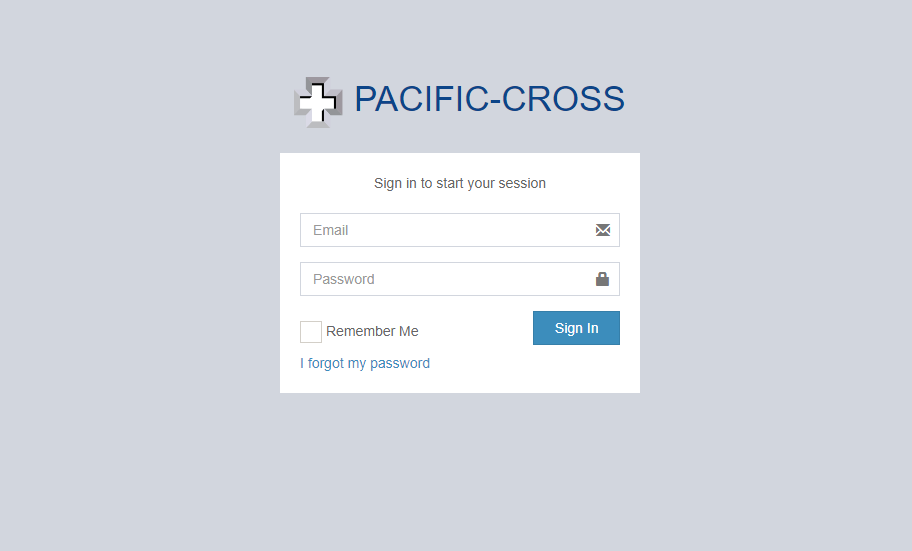 PACIFIC-CROSS
Sign in to start your session
Email
Password
Remember Me
Sign In
I forgot my password